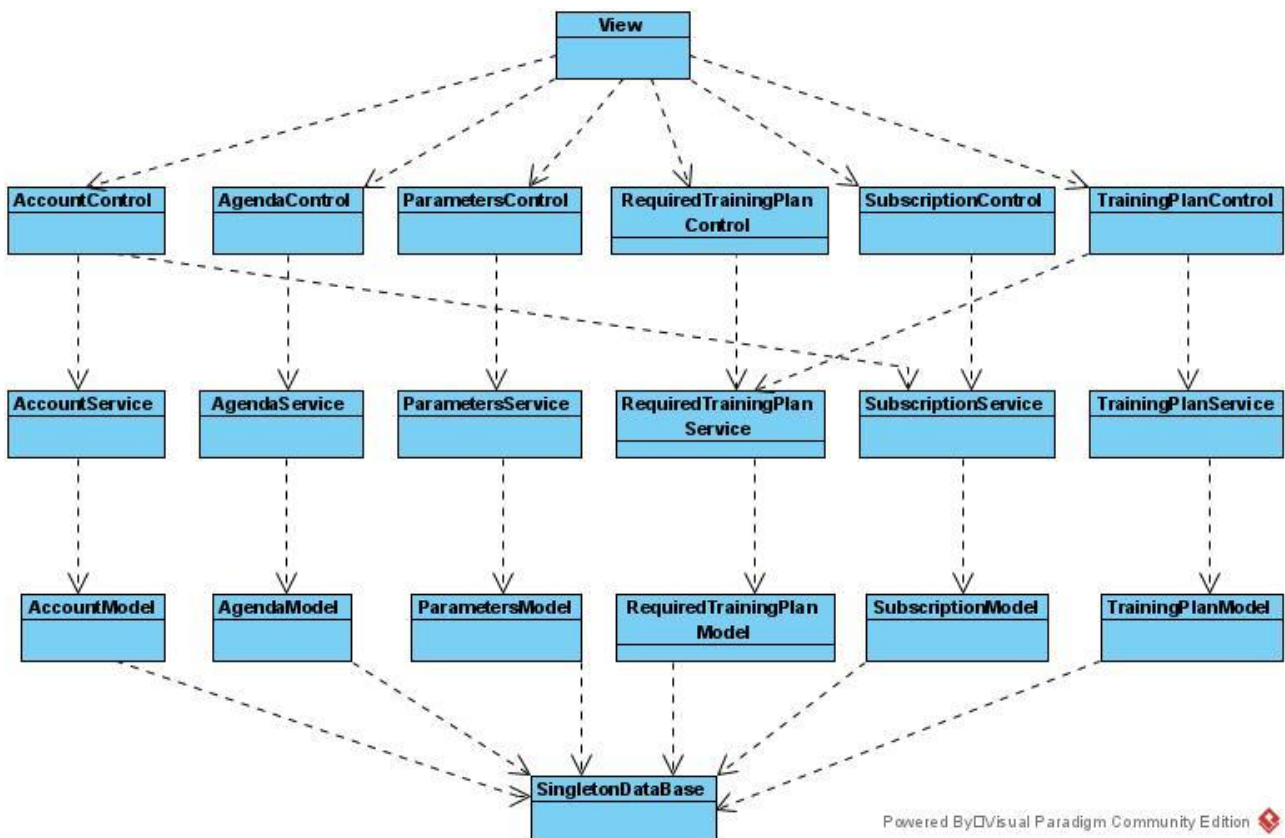 View
AccountControl
AgendaControl
ParametersControl
RequiredTrainingPlan
Control
SubscriptionControl
TrainingPlanControl
AccountService
AgendaService
ParametersService
RequiredTrainingPlan
Service
SubscriptionService
TrainingPlanService
AccountModel
AgendaModel
ParametersModel
RequiredTrainingPlan
Model
SubscriptionModel
TrainingPlanModel
SingletonDataBase
Powered By□Visual Paradigm Community Edition